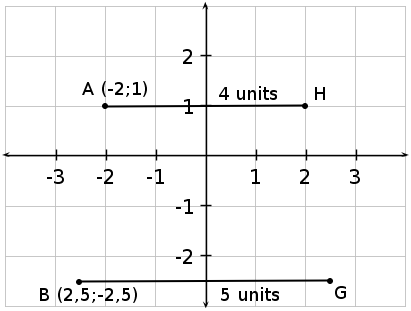 2
A (-2;1)
4 units
H
1
-3 -2 -1 1 2 3
-1
-2
B (2,5;-2,5)
5 units
G